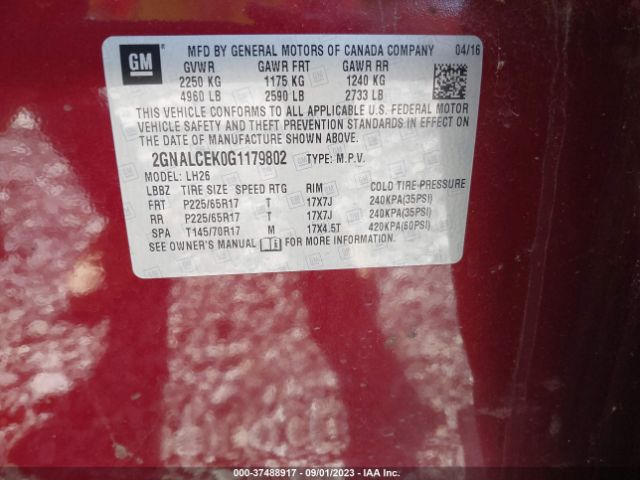 GM
MFD BY GENERAL MOTORS OF CANADA COMPANY 04/16
GVWR GAWR FRT GAWR RR
2250 KG 1175 KG 1240 KG
4960 LB 2590 LB 2733 LB
THIS VEHICLE CONFORMS TO ALL APPLICABLE U.S. FEDERAL MOTOR
VEHICLE SAFETY AND THEFT PREVENTION STANDARDS IN EFFECT ON
THE DATE OF MANUFACTURE SHOWN ABOVE.
2GNALCEK0G1179802 TYPE: M.P.V.
MODEL: LH26
LBBZ TIRE SIZE SPEED RTG RIM COLD TIRE PRESSURE
FRT P225/65R17 T 17X7J 240KPA(35PSI)
RR P225/65R17 T 17X7J 240KPA(35PSI)
SPA T145/70R17 M 17X4.5T 420KPA(60PSI)
SEE OWNER'S MANUAL FOR MORE INFORMATION.
000-37488917 - 09/01/2023 - IAA Inc.